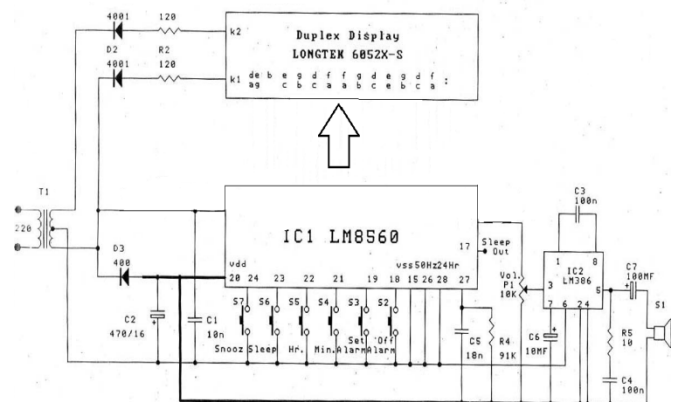 4001 120
k2
Duplex Display
LONGTEK 6052X-S
D2 R2
4001 120
k1
de b e g d f f g d e g d f :
ag c b c a a b c e b c a
T1
220
IC1 LM8560
C3
100n
D3
400
vdd
17
Sleep
Out
vss 50Hz 24Hr
20 24 23 22 21 19 18 15 16 26 28 27
Vol.
P1
10K
1 8
IC2
LM386
3 5
7 6 2 4
C7
100MF
S1
C2
470/16
C1
10n
S7 S6 S5 S4 S3 S2
Snooz Sleep Hr. Min. Set Alarm 'Off Alarm
C5
18n
R4
91K
C6
10MF
R5
10
C4
100n